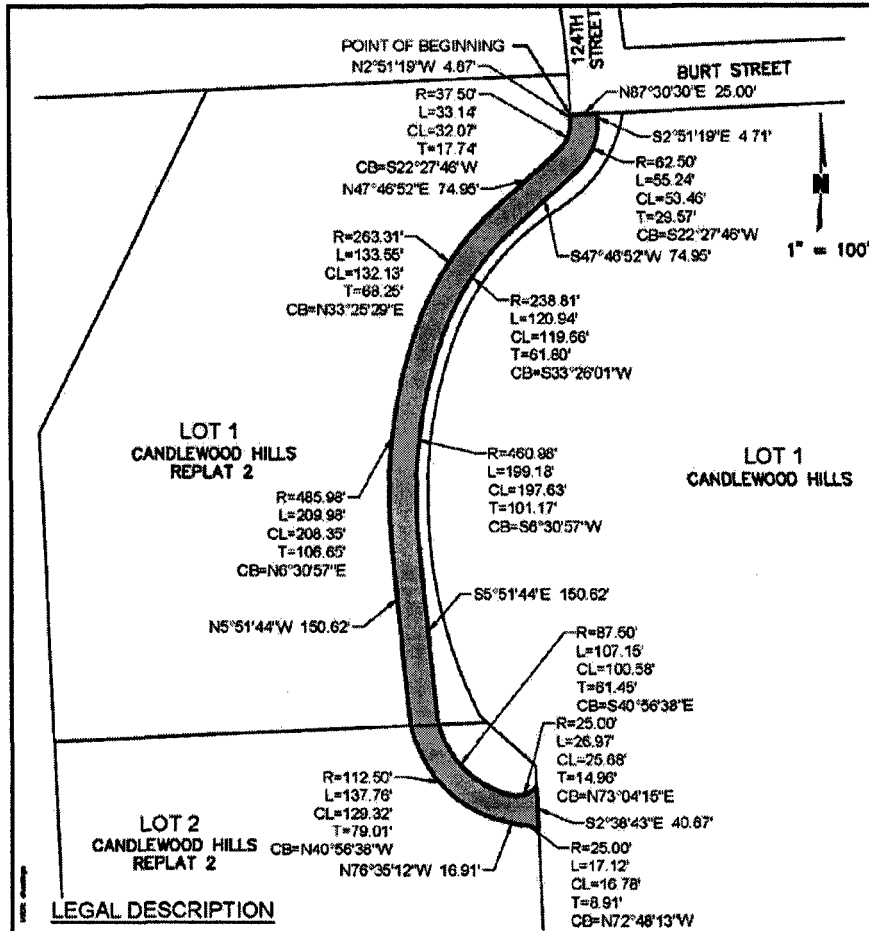 POINT OF BEGINNING
N2°51'19"W 4.67'
124TH
STREET
BURT STREET
N87°30'30"E 25.00'
R=37.50'
L=33.14'
CL=32.07'
T=17.74'
CB=S22°27'46"W
S2°51'19"E 4.71'
R=62.50'
L=55.24'
CL=53.46'
T=29.57'
CB=S22°27'46"W
N
1" = 100'
N47°46'52"E 74.95'
S47°46'52"W 74.95'
R=263.31'
L=133.55'
CL=132.13'
T=68.25'
CB=N33°25'29"E
R=238.81'
L=120.94'
CL=119.66'
T=61.80'
CB=S33°26'01"W
LOT 1
CANDLEWOOD HILLS
REPLAT 2
R=460.98'
L=199.18'
CL=197.63'
T=101.17'
CB=S6°30'57"W
LOT 1
CANDLEWOOD HILLS
R=485.98'
L=209.98'
CL=208.35'
T=106.65'
CB=N6°30'57"E
S5°51'44"E 150.62'
N5°51'44"W 150.62'
R=87.50'
L=107.15'
CL=100.58'
T=61.45'
CB=S40°56'38"E
R=25.00'
L=26.97'
CL=25.68'
T=14.96'
CB=N73°04'15"E
R=112.50'
L=137.76'
CL=129.32'
T=79.01'
CB=N40°56'38"W
S2°38'43"E 40.67'
LOT 2
CANDLEWOOD HILLS
REPLAT 2
N76°35'12"W 16.91'
R=25.00'
L=17.12'
CL=16.78'
T=8.91'
CB=N72°48'13"W
LEGAL DESCRIPTION